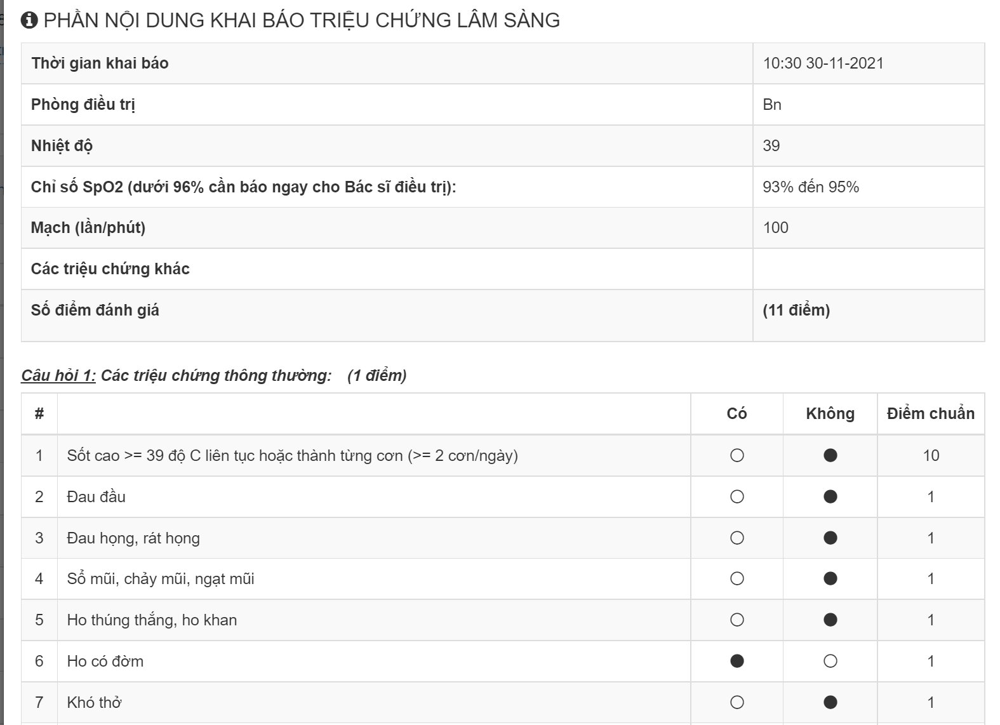 PHẦN NỘI DUNG KHAI BÁO TRIỆU CHỨNG LÂM SÀNG
Thời gian khai báo 10:30 30-11-2021
Phòng điều trị Bn
Nhiệt độ 39
Chỉ số SpO2 (dưới 96% cần báo ngay cho Bác sĩ điều trị): 93% đến 95%
Mạch (lần/phút) 100
Các triệu chứng khác
Số điểm đánh giá (11 điểm)
Câu hỏi 1: Các triệu chứng thông thường: (1 điểm)
# Có Không Điểm chuẩn
1 Sốt cao >= 39 độ C liên tục hoặc thành từng cơn (>= 2 cơn/ngày) 10
2 Đau đầu 1
3 Đau họng, rát họng 1
4 Sổ mũi, chảy mũi, ngạt mũi 1
5 Ho thúng thắng, ho khan 1
6 Ho có đờm 1
7 Khó thở 1